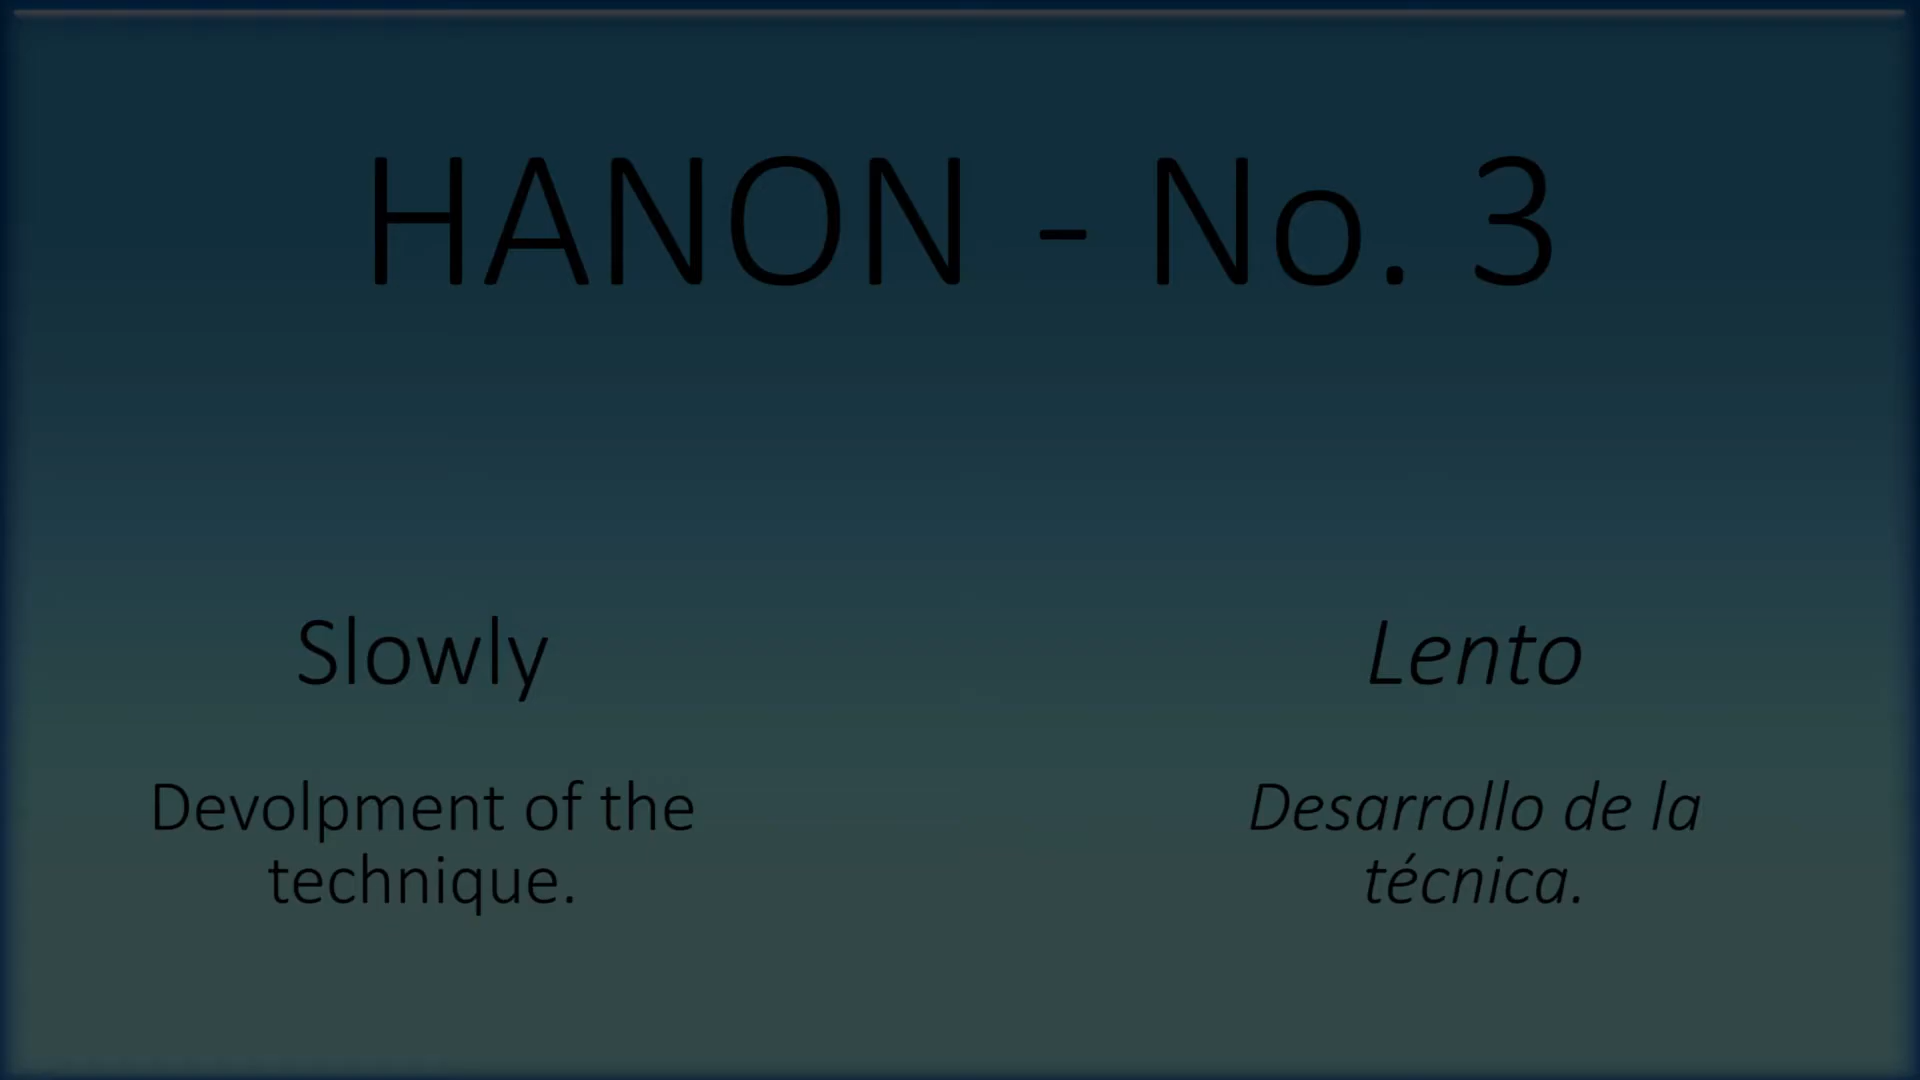 HANON - No. 3
Slowly
Devolpment of the
technique.
Lento
Desarrollo de la
técnica.